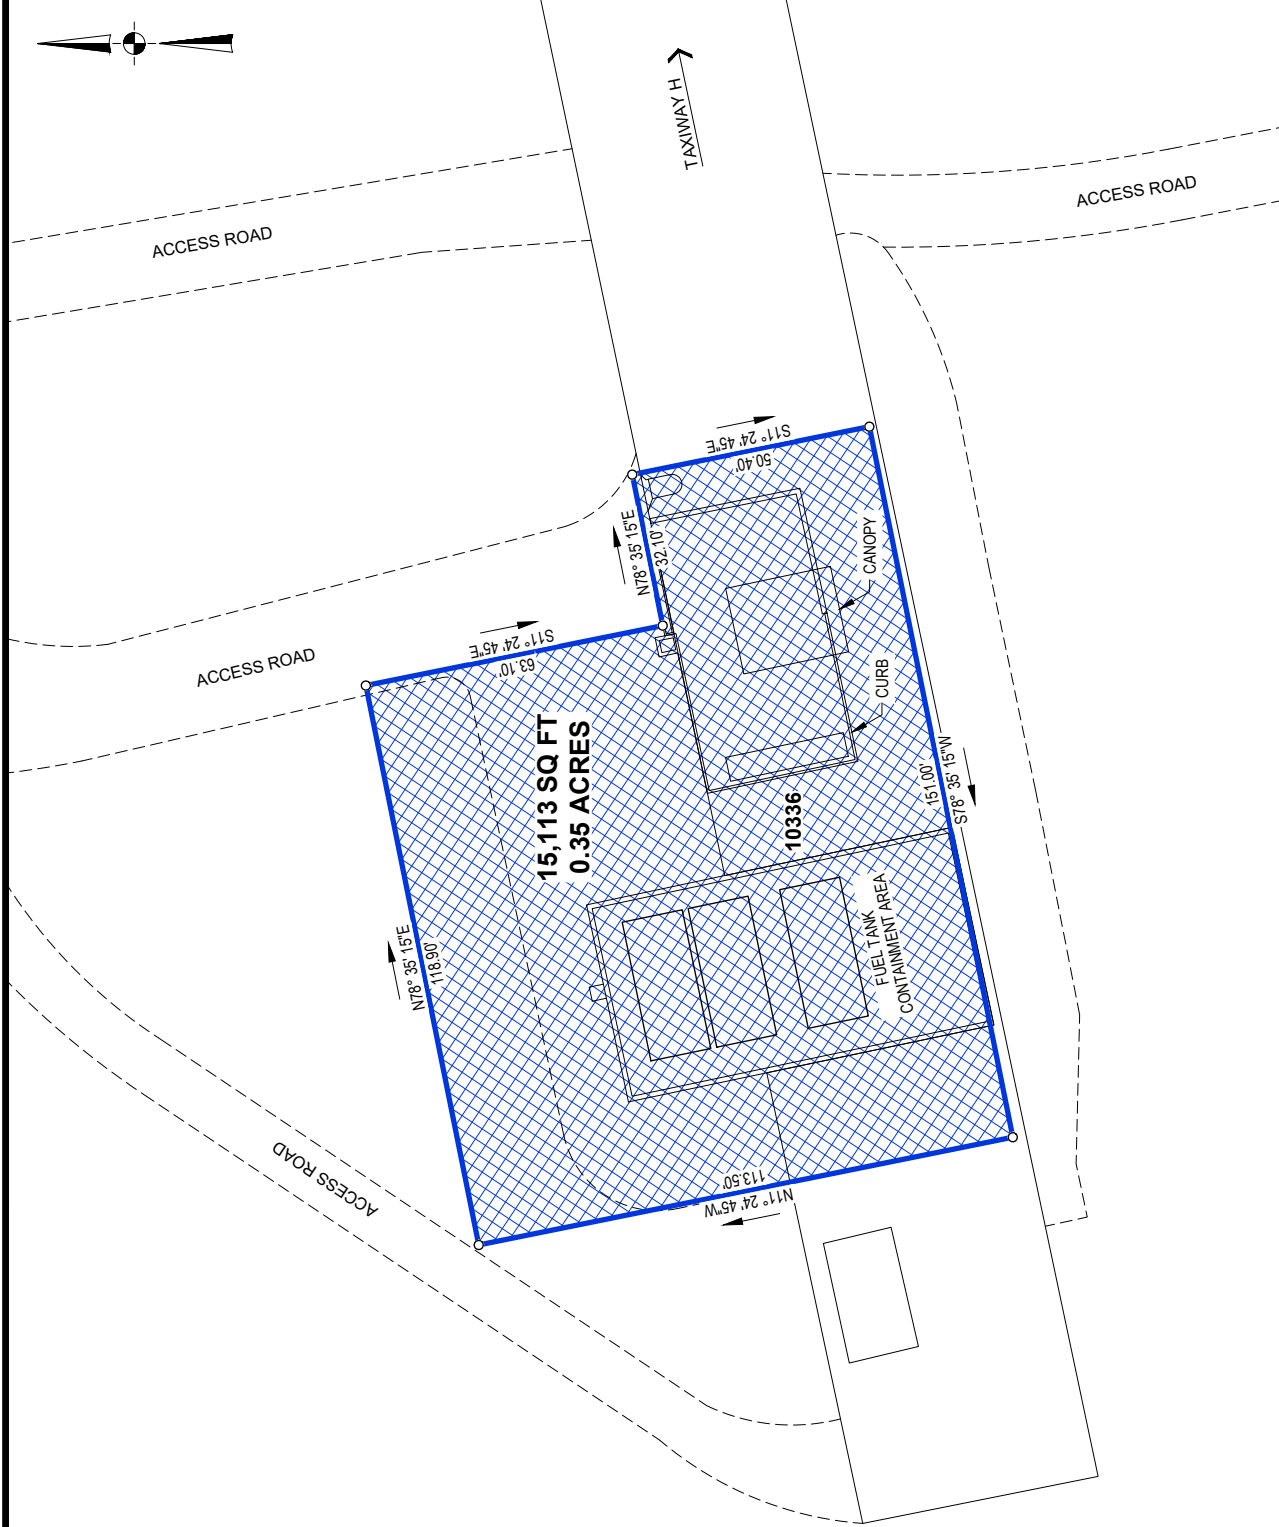 TAXIWAY H
ACCESS ROAD
ACCESS ROAD
S11° 24' 45"E
50.40'
N78° 35' 15"E
32.10'
CANOPY
S11° 24' 45"E
63.10'
ACCESS ROAD
CURB
15,113 SQ FT
0.35 ACRES
10336
151.00'
S78° 35' 15"W
N78° 35' 15"E
118.90'
FUEL TANK
CONTAINMENT AREA
ACCESS ROAD
113.50'
N11° 24' 45"W